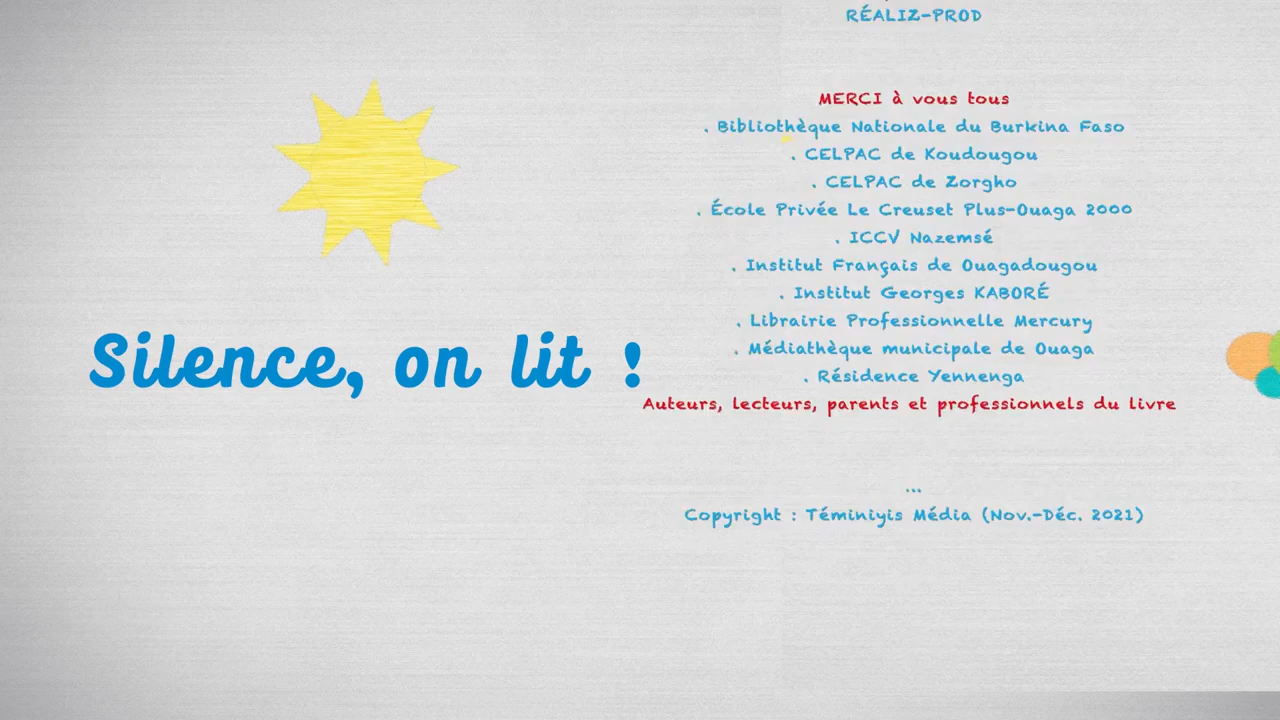 RÉALIZ-PROD
MERCI à vous tous
. Bibliothèque Nationale du Burkina Faso
. CELPAC de Koudougou
. CELPAC de Zorgho
. École Privée Le Creuset Plus-Ouaga 2000
. ICCV Nazemsé
. Institut Français de Ouagadougou
. Institut Georges KABORÉ
. Librairie Professionnelle Mercury
. Médiathèque municipale de Ouaga
. Résidence Yennenga
Auteurs, lecteurs, parents et professionnels du livre
...
Copyright : Téminiyis Média (Nov.-Déc. 2021)
Silence, on lit !